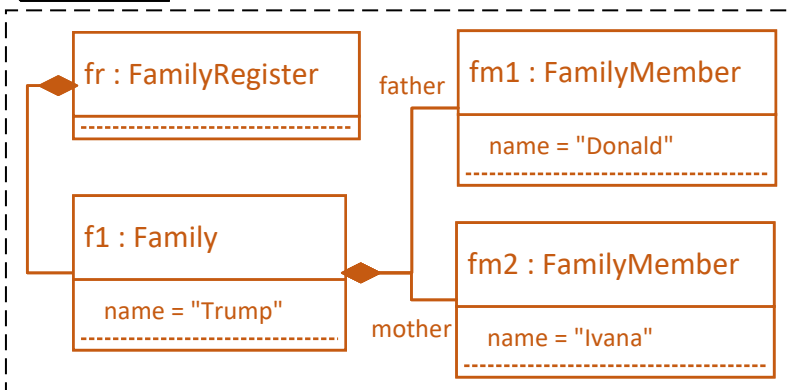 fr : FamilyRegister
father
fm1 : FamilyMember
name = "Donald"
f1 : Family
name = "Trump"
fm2 : FamilyMember
mother
name = "Ivana"